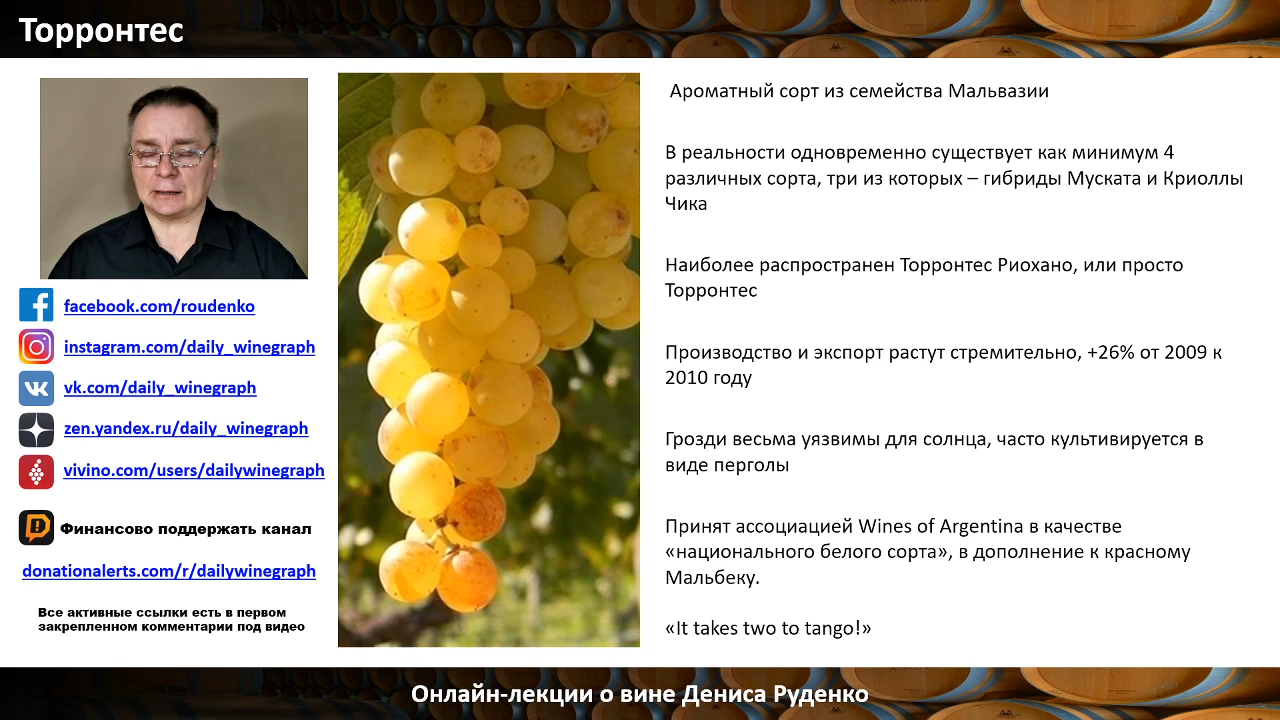 Торронтес
facebook.com/roudenko
instagram.com/daily_winegraph
vk.com/daily_winegraph
zen.yandex.ru/daily_winegraph
vivino.com/users/dailywinegraph
Финансово поддержать канал
donationalerts.com/r/dailywinegraph
Все активные ссылки есть в первом
закрепленном комментарии под видео
Ароматный сорт из семейства Мальвазии
В реальности одновременно существует как минимум 4
различных сорта, три из которых – гибриды Муската и Криоллы
Чика
Наиболее распространен Торронтес Риохано, или просто
Торронтес
Производство и экспорт растут стремительно, +26% от 2009 к
2010 году
Грозди весьма уязвимы для солнца, часто культивируется в
виде перголы
Принят ассоциацией Wines of Argentina в качестве
«национального белого сорта», в дополнение к красному
Мальбеку.
«It takes two to tango!»
Онлайн-лекции о вине Дениса Руденко